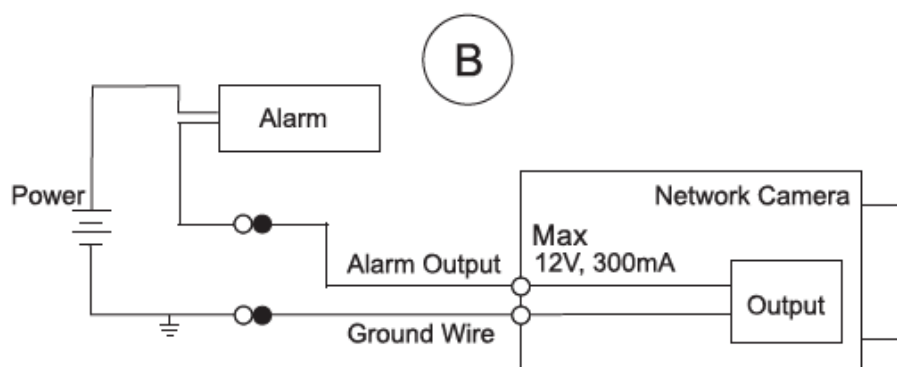 B
Alarm
Power
Network Camera
Max
12V, 300mA
Alarm Output
Output
Ground Wire